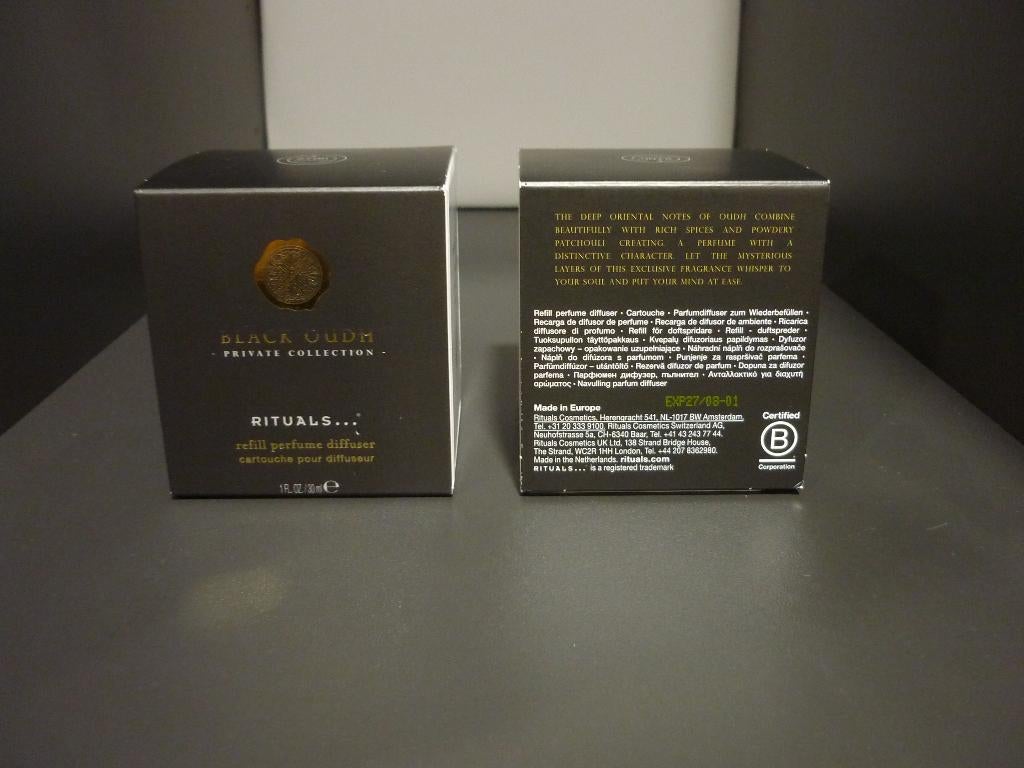 BLACK OUDH
- PRIVATE COLLECTION -
RITUALS...®
refill perfume diffuser
cartouche pour diffuseur
1 FL OZ / 30 ml ℮
THE DEEP ORIENTAL NOTES OF OUDH COMBINE
BEAUTIFULLY WITH RICH SPICES AND POWDERY
PATCHOULI CREATING A PERFUME WITH A
DISTINCTIVE CHARACTER. LET THE MYSTERIOUS
LAYERS OF THIS EXCLUSIVE FRAGRANCE WHISPER TO
YOUR SOUL AND PUT YOUR MIND AT EASE.
Refill perfume diffuser • Cartouche • Parfumdiffuser zum Wiederbefüllen •
Recarga de difusor de perfume • Recarga de difusor de ambiente • Ricarica
diffusore di profumo • Refill för doftspridare • Refill - duftspreder •
Tuoksupullon täyttöpakkaus • Kvepalų difuzoriaus papildymas • Dyfuzor
zapachowy – opakowanie uzupełniające • Náhradní náplň do rozprašovače
• Náplň do difúzora s parfumom • Punjenje za raspršivač parfema •
Parfümdiffúzor – utántöltő • Rezervă difuzor de parfum • Dopuna za difuzor
parfema • Парфюмен дифузер, пълнител • Ανταλλακτικό για διαχυτή
αρώματος • Navulling parfum diffuser
EXP27/08-01
Made in Europe
Rituals Cosmetics, Herengracht 541, NL-1017 BW Amsterdam,
Tel. +31 20 333 9100, Rituals Cosmetics Switzerland AG,
Neuhofstrasse 5a, CH-6340 Baar, Tel. +41 43 243 77 44.
Rituals Cosmetics UK Ltd, 138 Strand Bridge House,
The Strand, WC2R 1HH London, Tel. +44 207 8362980.
Made in the Netherlands. rituals.com
RITUALS... is a registered trademark
Certified
B
Corporation